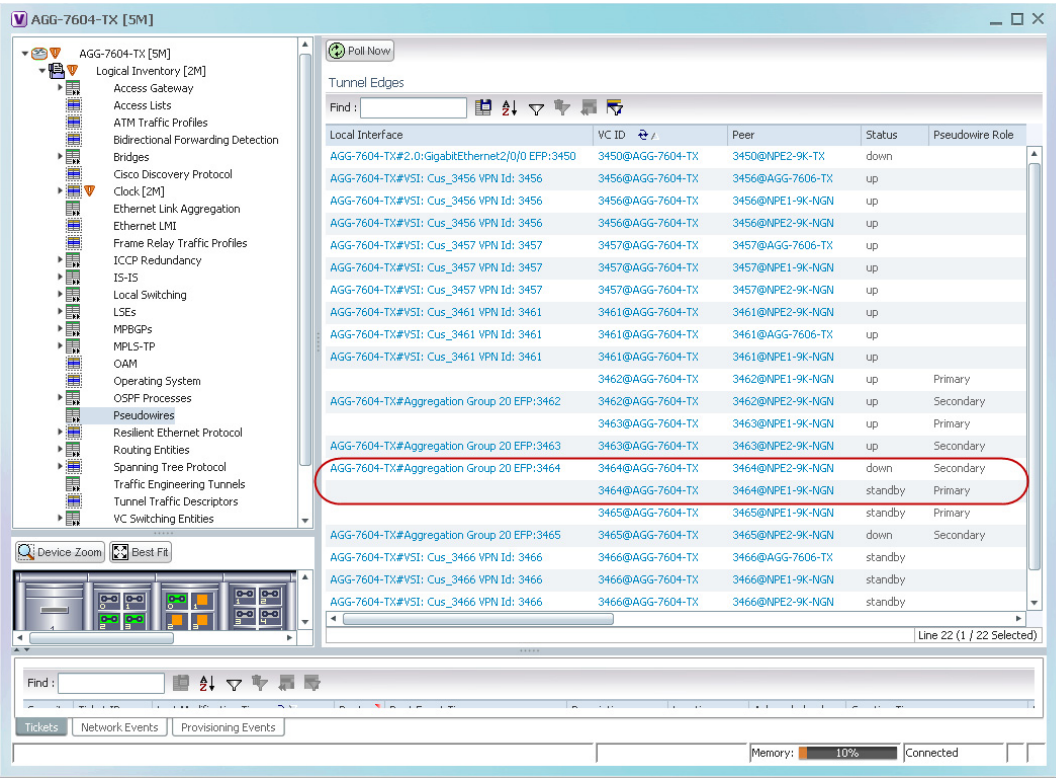 AGG-7604-TX [5M]
AGG-7604-TX [5M]
Logical Inventory [2M]
Access Gateway
Access Lists
ATM Traffic Profiles
Bidirectional Forwarding Detection
Bridges
Cisco Discovery Protocol
Clock [2M]
Ethernet Link Aggregation
Ethernet LMI
Frame Relay Traffic Profiles
ICCP Redundancy
IS-IS
Local Switching
LSEs
MPBGPs
MPLS-TP
OAM
Operating System
OSPF Processes
Pseudowires
Resilient Ethernet Protocol
Routing Entities
Spanning Tree Protocol
Traffic Engineering Tunnels
Tunnel Traffic Descriptors
VC Switching Entities
Device Zoom Best Fit
Poll Now
Tunnel Edges
Find :
Local Interface VC ID Peer Status Pseudowire Role
AGG-7604-TX#2.0:GigabitEthernet2/0/0 EFP:3450 3450@AGG-7604-TX 3450@NPE2-9K-TX down
AGG-7604-TX#VSI: Cus_3456 VPN Id: 3456 3456@AGG-7604-TX 3456@AGG-7606-TX up
AGG-7604-TX#VSI: Cus_3456 VPN Id: 3456 3456@AGG-7604-TX 3456@NPE1-9K-NGN up
AGG-7604-TX#VSI: Cus_3456 VPN Id: 3456 3456@AGG-7604-TX 3456@NPE2-9K-NGN up
AGG-7604-TX#VSI: Cus_3457 VPN Id: 3457 3457@AGG-7604-TX 3457@AGG-7606-TX up
AGG-7604-TX#VSI: Cus_3457 VPN Id: 3457 3457@AGG-7604-TX 3457@NPE1-9K-NGN up
AGG-7604-TX#VSI: Cus_3457 VPN Id: 3457 3457@AGG-7604-TX 3457@NPE2-9K-NGN up
AGG-7604-TX#VSI: Cus_3461 VPN Id: 3461 3461@AGG-7604-TX 3461@NPE2-9K-NGN up
AGG-7604-TX#VSI: Cus_3461 VPN Id: 3461 3461@AGG-7604-TX 3461@AGG-7606-TX up
AGG-7604-TX#VSI: Cus_3461 VPN Id: 3461 3461@AGG-7604-TX 3461@NPE1-9K-NGN up
3462@AGG-7604-TX 3462@NPE1-9K-NGN up Primary
AGG-7604-TX#Aggregation Group 20 EFP:3462 3462@AGG-7604-TX 3462@NPE2-9K-NGN up Secondary
3463@AGG-7604-TX 3463@NPE1-9K-NGN up Primary
AGG-7604-TX#Aggregation Group 20 EFP:3463 3463@AGG-7604-TX 3463@NPE2-9K-NGN up Secondary
AGG-7604-TX#Aggregation Group 20 EFP:3464 3464@AGG-7604-TX 3464@NPE2-9K-NGN down Secondary
3464@AGG-7604-TX 3464@NPE1-9K-NGN standby Primary
3465@AGG-7604-TX 3465@NPE1-9K-NGN standby Primary
AGG-7604-TX#Aggregation Group 20 EFP:3465 3465@AGG-7604-TX 3465@NPE2-9K-NGN down Secondary
AGG-7604-TX#VSI: Cus_3466 VPN Id: 3466 3466@AGG-7604-TX 3466@AGG-7606-TX standby
AGG-7604-TX#VSI: Cus_3466 VPN Id: 3466 3466@AGG-7604-TX 3466@NPE1-9K-NGN standby
AGG-7604-TX#VSI: Cus_3466 VPN Id: 3466 3466@AGG-7604-TX 3466@NPE2-9K-NGN standby
Line 22 (1 / 22 Selected)
Find :
Tickets Network Events Provisioning Events
Memory: 10% Connected